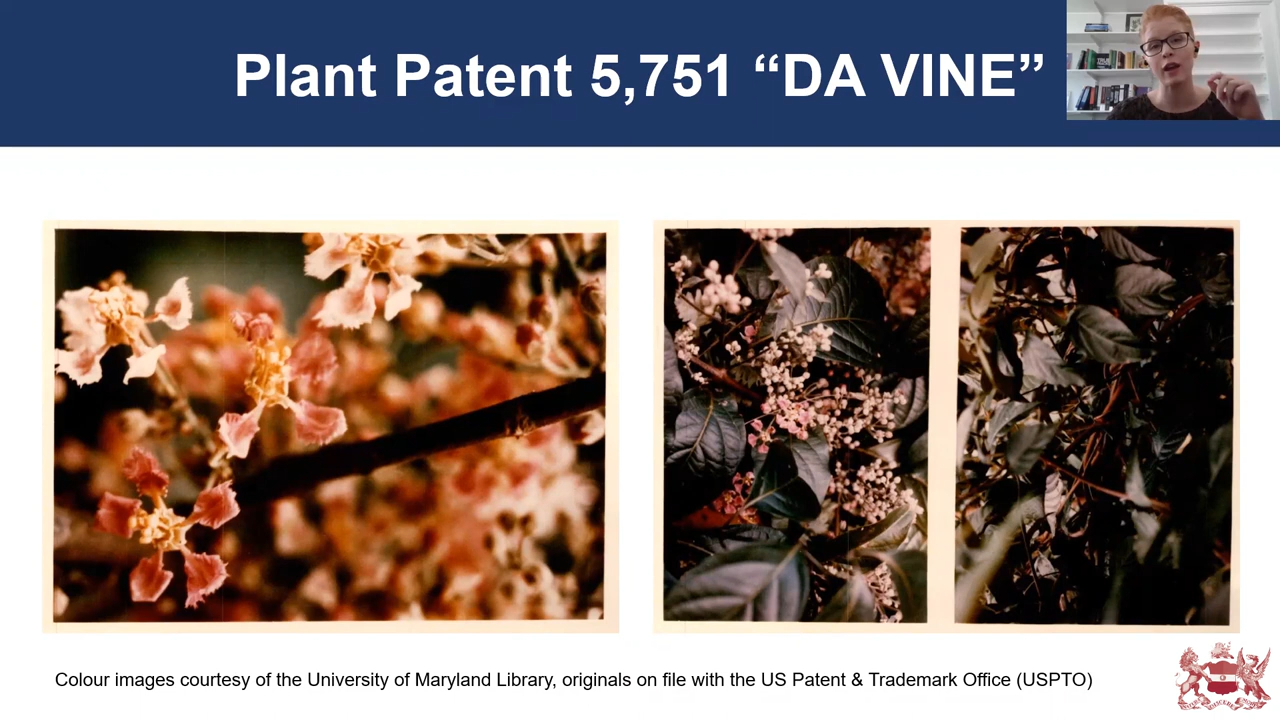 Plant Patent 5,751 “DA VINE”
Colour images courtesy of the University of Maryland Library, originals on file with the US Patent & Trademark Office (USPTO)